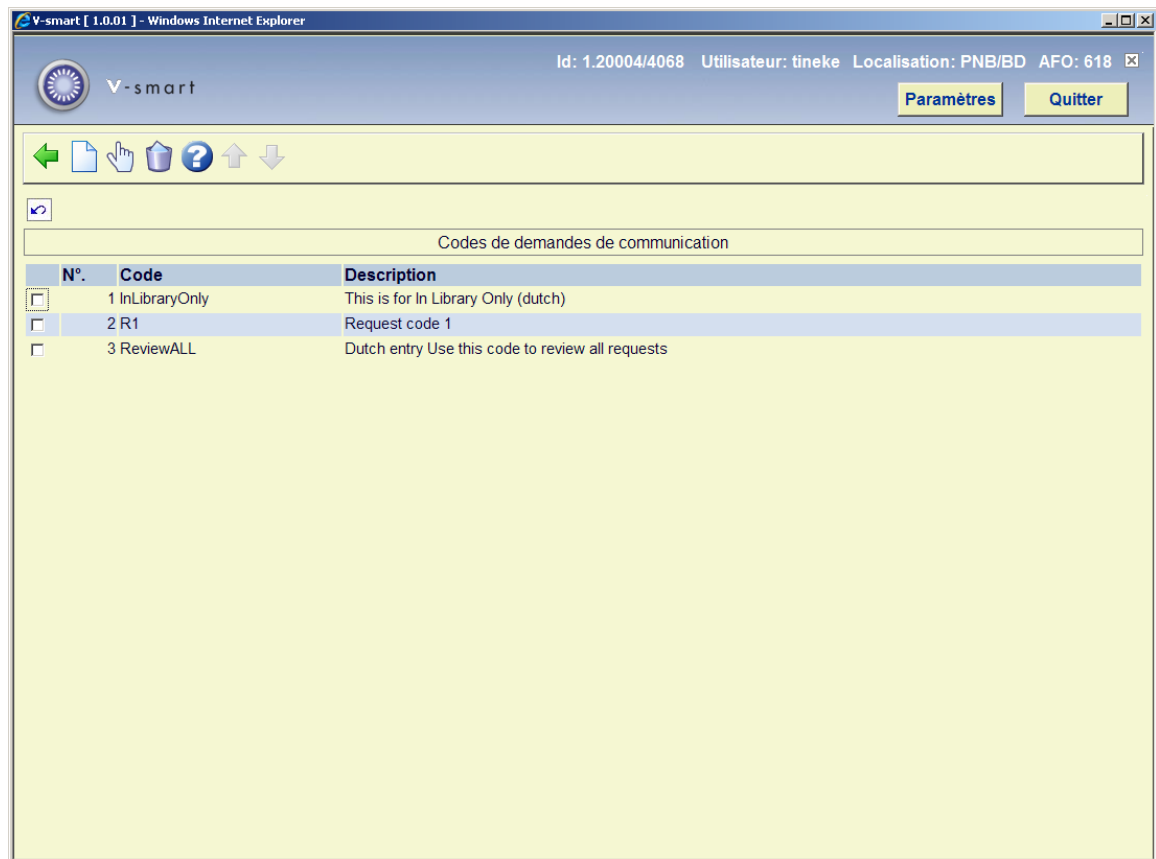 V-smart [ 1.0.01 ] - Windows Internet Explorer
Id: 1.20004/4068 Utilisateur: tineke Localisation: PNB/BD AFO: 618
V-smart
Paramètres Quitter
Codes de demandes de communication
N°. Code Description
1 InLibraryOnly This is for In Library Only (dutch)
2 R1 Request code 1
3 ReviewALL Dutch entry Use this code to review all requests